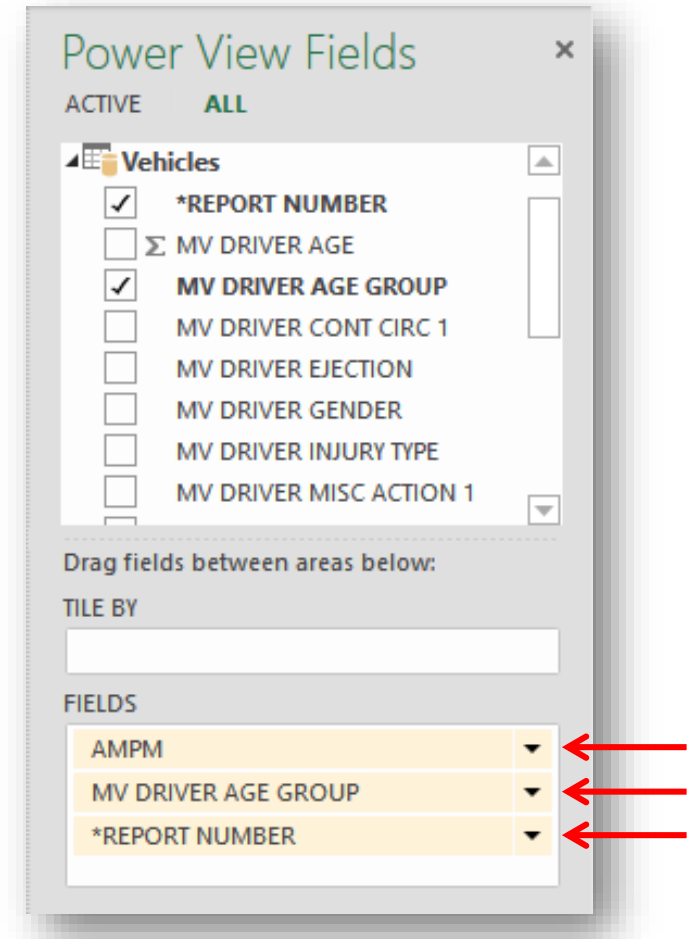 Power View Fields ×
ACTIVE ALL
Vehicles
*REPORT NUMBER
Σ MV DRIVER AGE
MV DRIVER AGE GROUP
MV DRIVER CONT CIRC 1
MV DRIVER EJECTION
MV DRIVER GENDER
MV DRIVER INJURY TYPE
MV DRIVER MISC ACTION 1
Drag fields between areas below:
TILE BY
FIELDS
AMPM
MV DRIVER AGE GROUP
*REPORT NUMBER